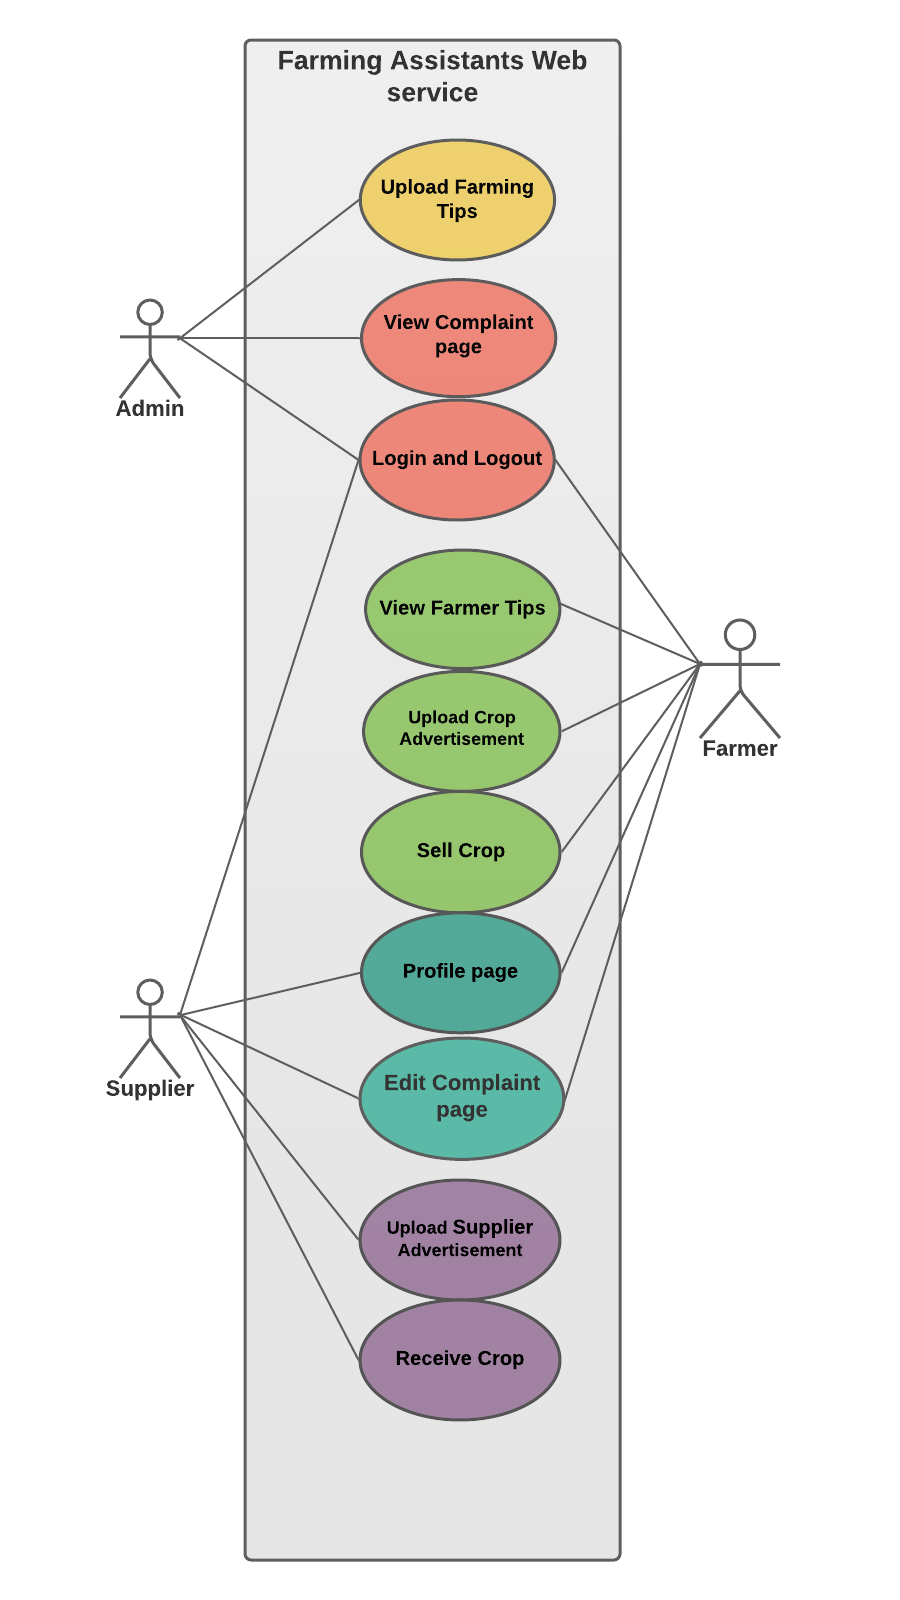 Farming Assistants Web
service
Upload Farming
Tips
View Complaint
page
Admin
Login and Logout
View Farmer Tips
Upload Crop
Advertisement
Farmer
Sell Crop
Profile page
Supplier
Edit Complaint
page
Upload Supplier
Advertisement
Receive Crop